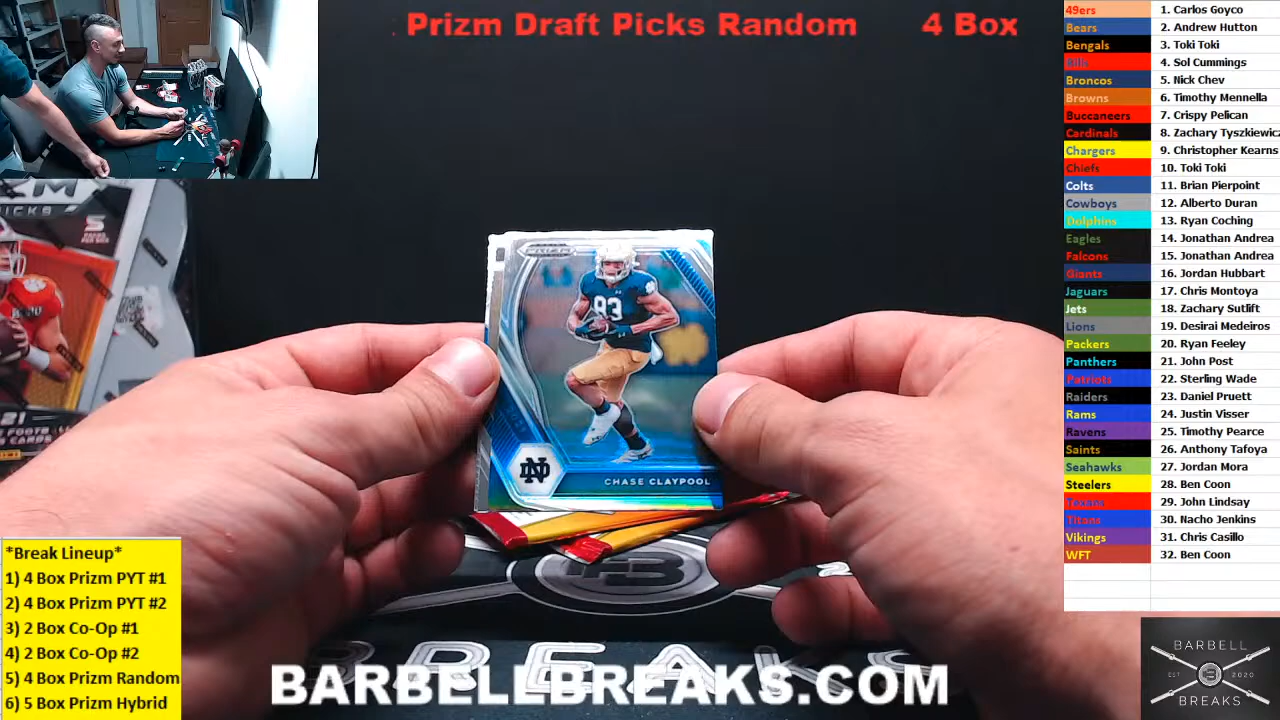 Prizm Draft Picks Random 4 Box
49ers 1. Carlos Goyco
Bears 2. Andrew Hutton
Bengals 3. Toki Toki
Bills 4. Sol Cummings
Broncos 5. Nick Chev
Browns 6. Timothy Mennella
Buccaneers 7. Crispy Pelican
Cardinals 8. Zachary Tyszkiewicz
Chargers 9. Christopher Kearns
Chiefs 10. Toki Toki
Colts 11. Brian Pierpoint
Cowboys 12. Alberto Duran
Dolphins 13. Ryan Coching
Eagles 14. Jonathan Andrea
Falcons 15. Jonathan Andrea
Giants 16. Jordan Hubbart
Jaguars 17. Chris Montoya
Jets 18. Zachary Sutlift
Lions 19. Desirai Medeiros
Packers 20. Ryan Feeley
Panthers 21. John Post
Patriots 22. Sterling Wade
Raiders 23. Daniel Pruett
Rams 24. Justin Visser
Ravens 25. Timothy Pearce
Saints 26. Anthony Tafoya
Seahawks 27. Jordan Mora
Steelers 28. Ben Coon
Texans 29. John Lindsay
Titans 30. Nacho Jenkins
Vikings 31. Chris Casillo
WFT 32. Ben Coon
PRIZM
83
ND
CHASE CLAYPOOL
*Break Lineup*
1) 4 Box Prizm PYT #1
2) 4 Box Prizm PYT #2
3) 2 Box Co-Op #1
4) 2 Box Co-Op #2
5) 4 Box Prizm Random
6) 5 Box Prizm Hybrid
BREAKS
BARBELLBREAKS.COM
BARBELL
EST 2020
BREAKS